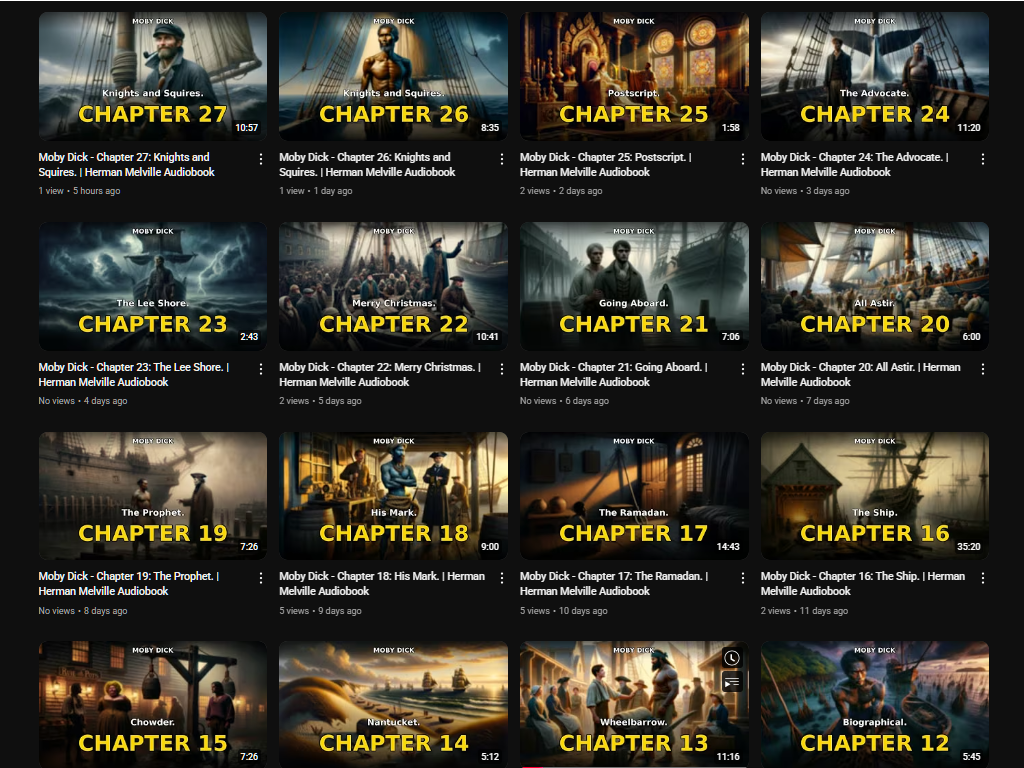 MOBY DICK
Knights and Squires.
CHAPTER 27
10:57
Moby Dick - Chapter 27: Knights and
Squires. | Herman Melville Audiobook
1 view • 5 hours ago
MOBY DICK
Knights and Squires.
CHAPTER 26
8:35
Moby Dick - Chapter 26: Knights and
Squires. | Herman Melville Audiobook
1 view • 1 day ago
MOBY DICK
Postscript.
CHAPTER 25
1:58
Moby Dick - Chapter 25: Postscript. |
Herman Melville Audiobook
2 views • 2 days ago
MOBY DICK
The Advocate.
CHAPTER 24
11:20
Moby Dick - Chapter 24: The Advocate. |
Herman Melville Audiobook
No views • 3 days ago
MOBY DICK
The Lee Shore.
CHAPTER 23
2:43
Moby Dick - Chapter 23: The Lee Shore. |
Herman Melville Audiobook
No views • 4 days ago
MOBY DICK
Merry Christmas.
CHAPTER 22
10:41
Moby Dick - Chapter 22: Merry Christmas. |
Herman Melville Audiobook
2 views • 5 days ago
MOBY DICK
Going Aboard.
CHAPTER 21
7:06
Moby Dick - Chapter 21: Going Aboard. |
Herman Melville Audiobook
No views • 6 days ago
MOBY DICK
All Astir.
CHAPTER 20
6:00
Moby Dick - Chapter 20: All Astir. | Herman
Melville Audiobook
No views • 7 days ago
MOBY DICK
The Prophet.
CHAPTER 19
7:26
Moby Dick - Chapter 19: The Prophet. |
Herman Melville Audiobook
No views • 8 days ago
MOBY DICK
His Mark.
CHAPTER 18
9:00
Moby Dick - Chapter 18: His Mark. | Herman
Melville Audiobook
5 views • 9 days ago
MOBY DICK
The Ramadan.
CHAPTER 17
14:43
Moby Dick - Chapter 17: The Ramadan. |
Herman Melville Audiobook
5 views • 10 days ago
MOBY DICK
The Ship.
CHAPTER 16
35:20
Moby Dick - Chapter 16: The Ship. | Herman
Melville Audiobook
2 views • 11 days ago
MOBY DICK
Chowder.
CHAPTER 15
7:26
MOBY DICK
Nantucket.
CHAPTER 14
5:12
MOBY DICK
Wheelbarrow.
CHAPTER 13
11:16
MOBY DICK
Biographical.
CHAPTER 12
5:45